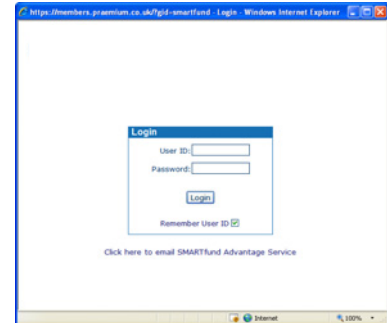 https://members.praemium.co.uk/?gid=smartfund - Login - Windows Internet Explorer
Login
User ID:
Password:
Login
Remember User ID
Click here to email SMARTfund Advantage Service
Internet
100%